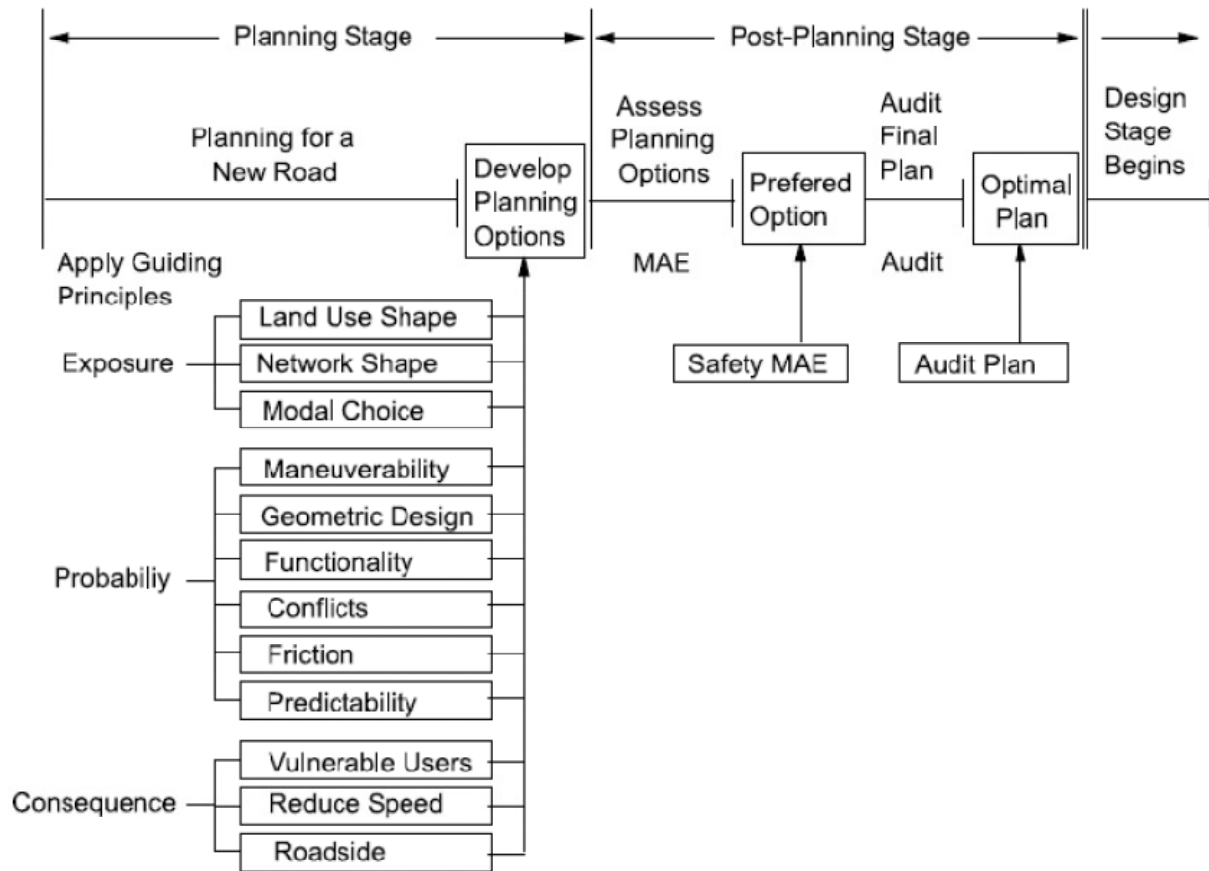 Planning Stage
Post-Planning Stage
Planning for a
New Road
Develop
Planning
Options
Assess
Planning
Options
Prefered
Option
Audit
Final
Plan
Optimal
Plan
Design
Stage
Begins
Apply Guiding
Principles
MAE
Audit
Exposure
Land Use Shape
Network Shape
Modal Choice
Safety MAE
Audit Plan
Probabiliy
Maneuverability
Geometric Design
Functionality
Conflicts
Friction
Predictability
Consequence
Vulnerable Users
Reduce Speed
Roadside